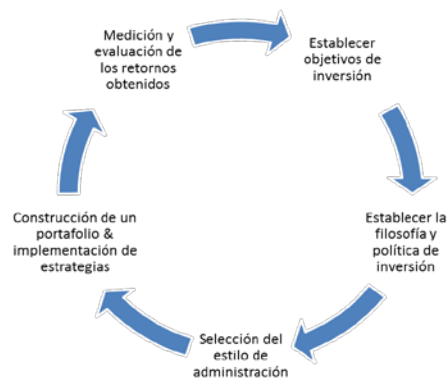 Medición y
evaluación de
los retornos
obtenidos
Establecer
objetivos de
inversión
Establecer la
filosofía y
política de
inversión
Selección del
estilo de
administración
Construcción de un
portafolio &
implementación de
estrategias